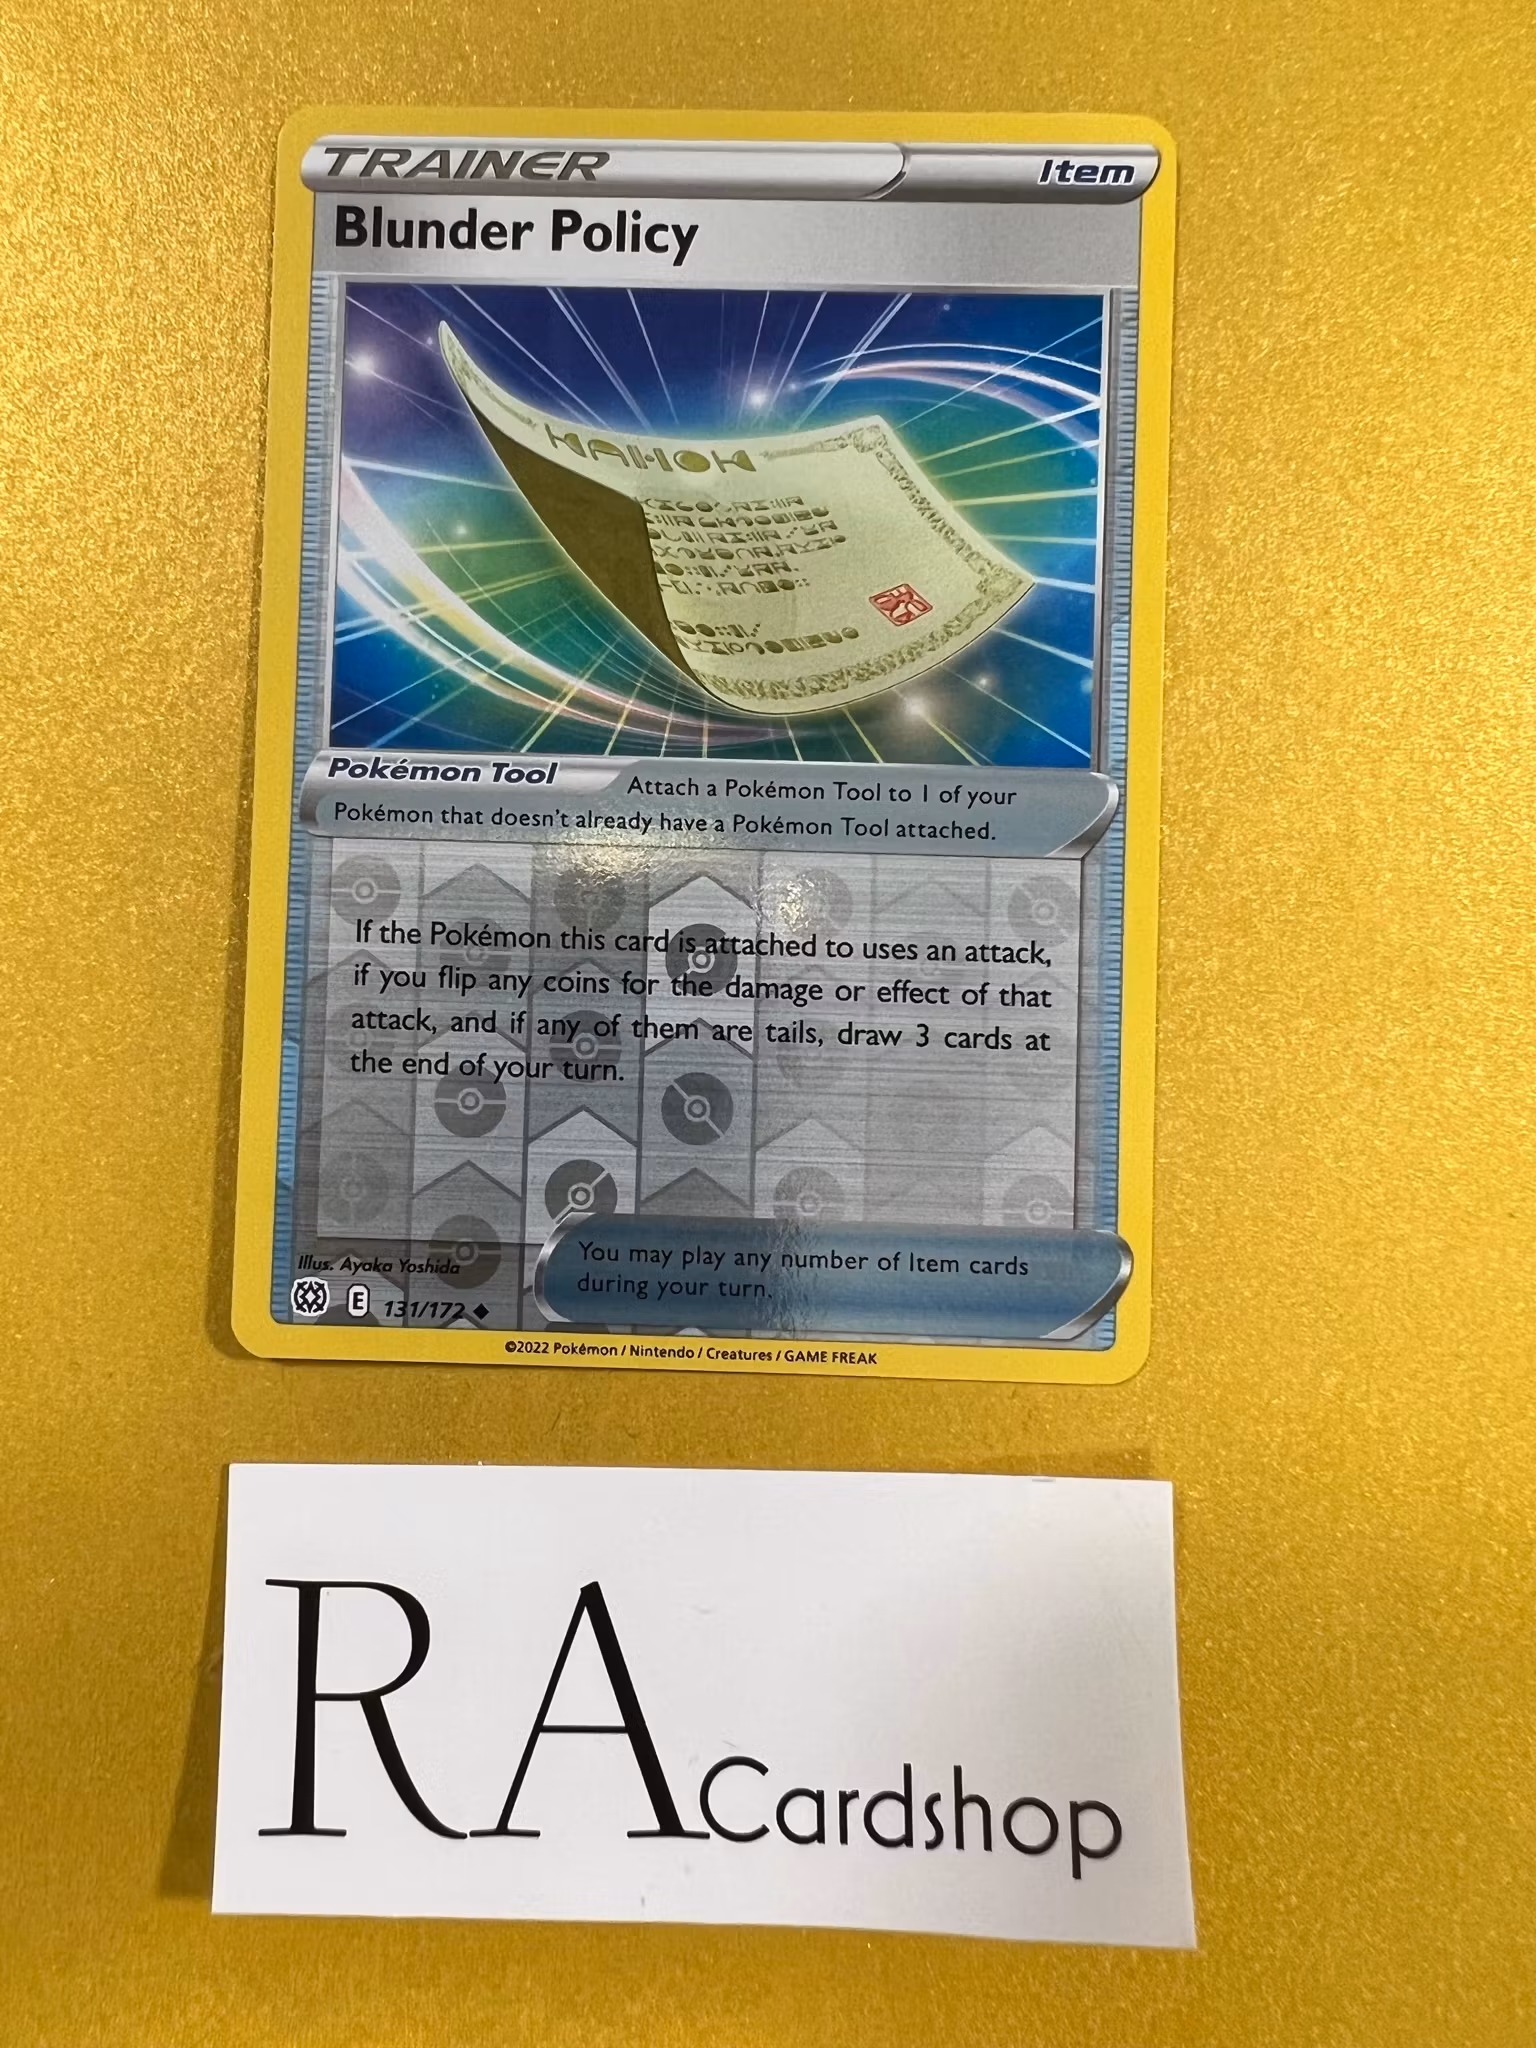 TRAINER
Item
Blunder Policy
Pokémon Tool
Attach a Pokémon Tool to 1 of your
Pokémon that doesn't already have a Pokémon Tool attached.
If the Pokémon this card is attached to uses an attack,
if you flip any coins for the damage or effect of that
attack, and if any of them are tails, draw 3 cards at
the end of your turn.
You may play any number of Item cards
during your turn.
Illus. Ayaka Yoshida
E 131/172 ◆
©2022 Pokémon / Nintendo / Creatures / GAME FREAK
RA Cardshop